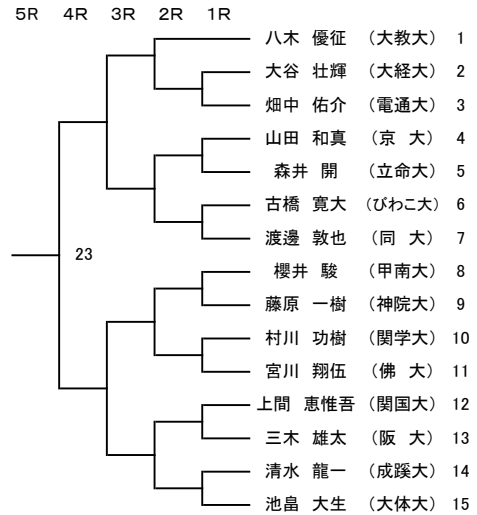 5R 4R 3R 2R 1R
八木 優征 （大教大） 1
大谷 壮輝 （大経大） 2
畑中 佑介 （電通大） 3
山田 和真 （京 大） 4
森井 開 （立命大） 5
古橋 寛大 （びわこ大） 6
渡邊 敦也 （同 大） 7
23
櫻井 駿 （甲南大） 8
藤原 一樹 （神院大） 9
村川 功樹 （関学大） 10
宮川 翔伍 （佛 大） 11
上間 恵惟吾 （関国大） 12
三木 雄太 （阪 大） 13
清水 龍一 （成蹊大） 14
池畠 大生 （大体大） 15